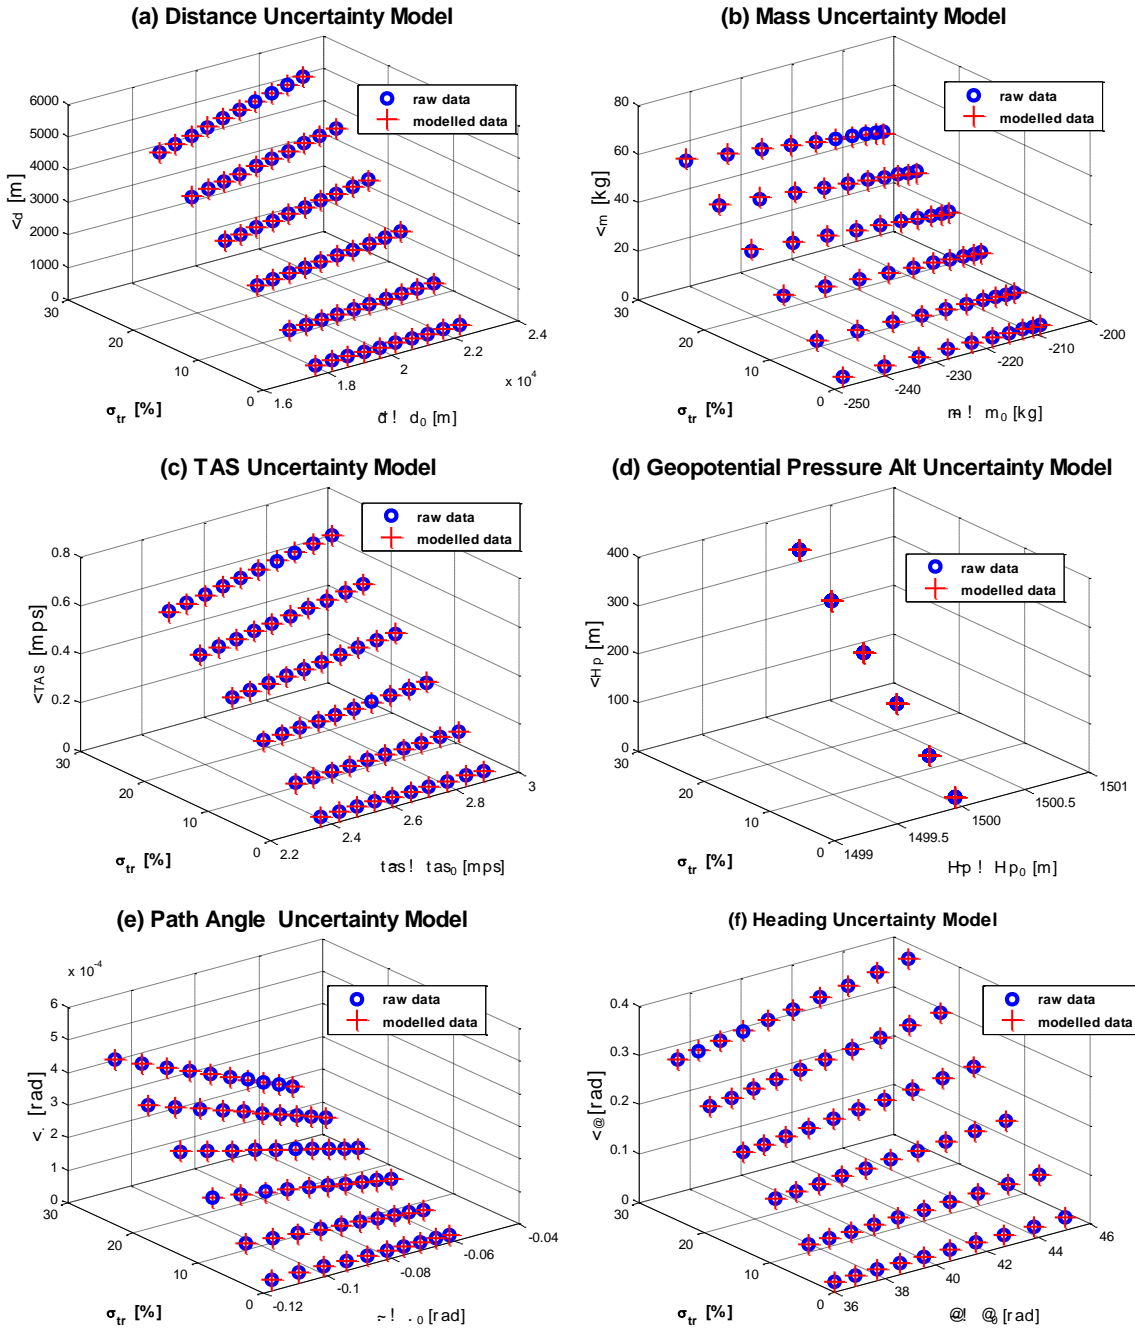 (a) Distance Uncertainty Model
raw data
modelled data
6000
5000
4000
3000
2000
1000
0
<d [m]
30
20
10
0
σtr [%]
1.6
1.8
2
2.2
2.4
x 10^4
d! d0 [m]
(b) Mass Uncertainty Model
raw data
modelled data
80
60
40
20
0
<m [kg]
30
20
10
0
σtr [%]
-250
-240
-230
-220
-210
-200
m! m0 [kg]
(c) TAS Uncertainty Model
raw data
modelled data
0.8
0.6
0.4
0.2
0
<TAS [mps]
30
20
10
0
σtr [%]
2.2
2.4
2.6
2.8
3
tas! tas0 [mps]
(d) Geopotential Pressure Alt Uncertainty Model
raw data
modelled data
400
300
200
100
0
<Hp [m]
30
20
10
0
σtr [%]
1499
1499.5
1500
1500.5
1501
Hp! Hp0 [m]
(e) Path Angle Uncertainty Model
x 10^-4
raw data
modelled data
6
5
4
3
2
1
0
[rad]
30
20
10
0
σtr [%]
-0.12
-0.1
-0.08
-0.06
-0.04
[rad]
(f) Heading Uncertainty Model
raw data
modelled data
0.4
0.3
0.2
0.1
0
<@ [rad]
30
20
10
0
σtr [%]
36
38
40
42
44
46
@! @0 [rad]